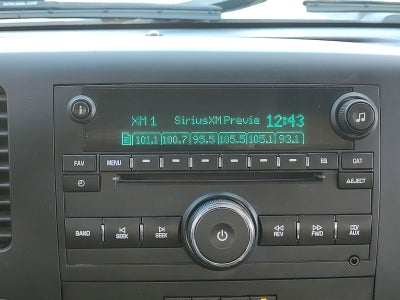 XM 1 SiriusXM Previe 12:43
101.1 100.7 95.5 105.5 105.1 93.1
FAV MENU EQ CAT
EJECT
BAND SEEK SEEK REV FWD CD/
AUX